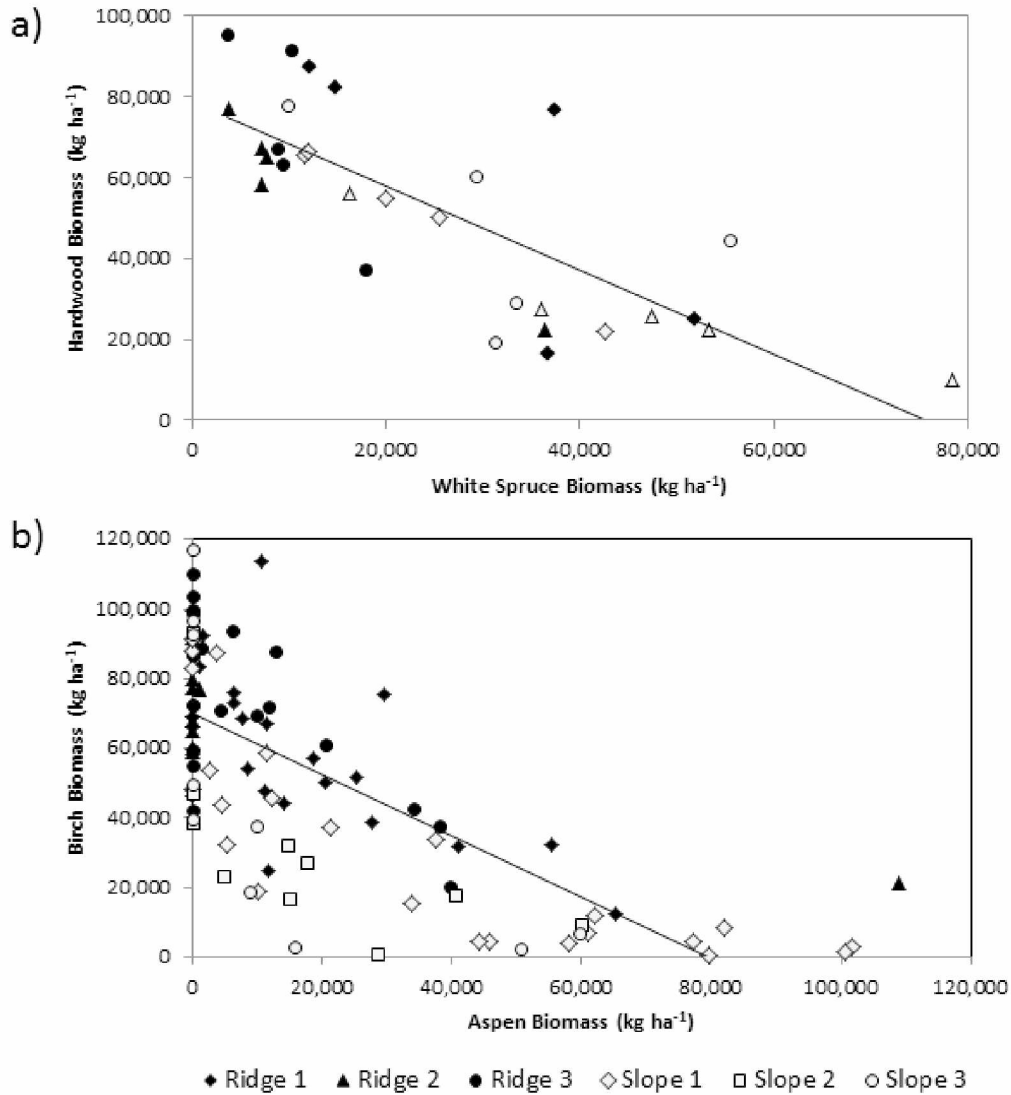 a)
Hardwood Biomass (kg ha⁻¹)
100,000
80,000
60,000
40,000
20,000
0
0 20,000 40,000 60,000 80,000
White Spruce Biomass (kg ha⁻¹)
b)
Birch Biomass (kg ha⁻¹)
120,000
100,000
80,000
60,000
40,000
20,000
0
0 20,000 40,000 60,000 80,000 100,000 120,000
Aspen Biomass (kg ha⁻¹)
Ridge 1 Ridge 2 Ridge 3 Slope 1 Slope 2 Slope 3